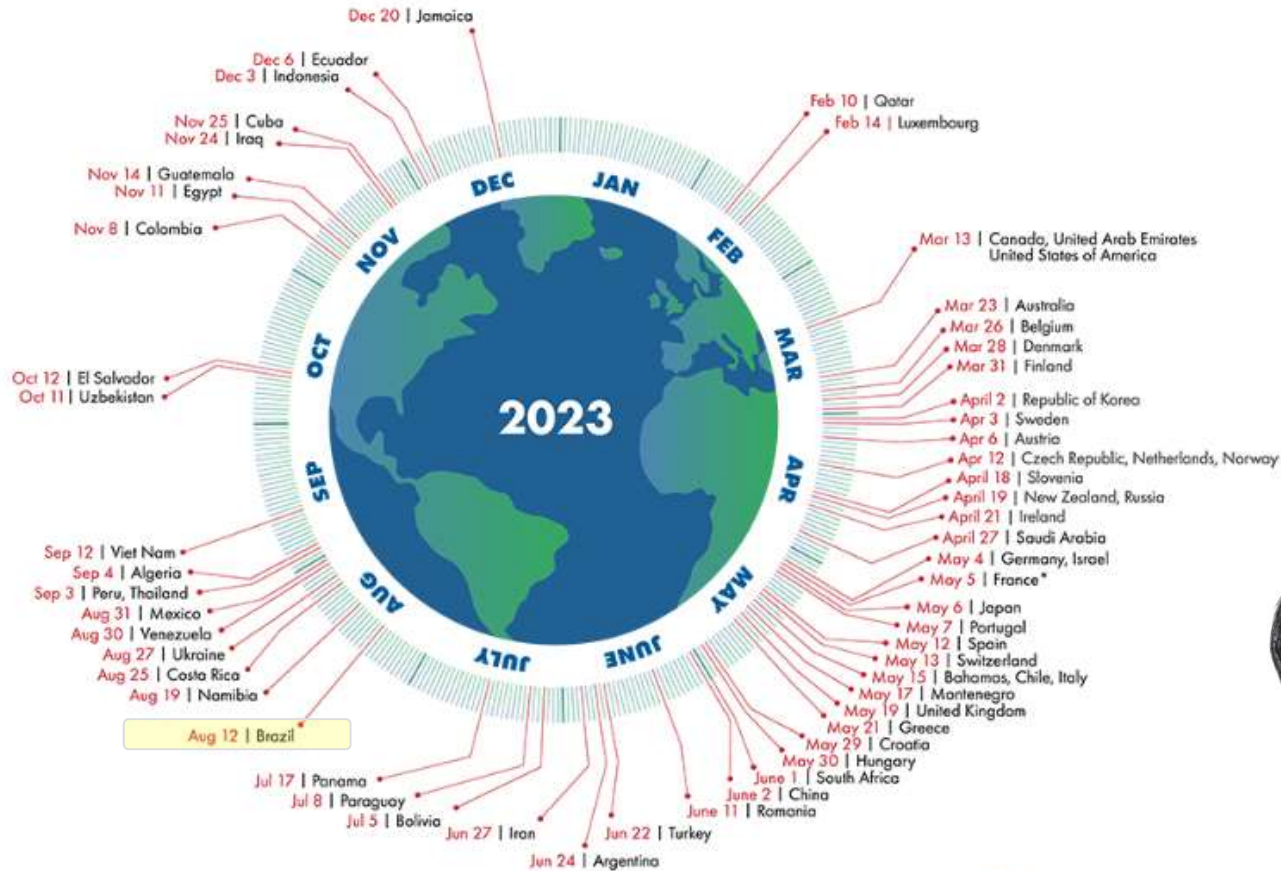 Dec 20 | Jamaica
Dec 6 | Ecuador
Dec 3 | Indonesia
Nov 25 | Cuba
Nov 24 | Iraq
Nov 14 | Guatemala
Nov 11 | Egypt
Nov 8 | Colombia
Oct 12 | El Salvador
Oct 11 | Uzbekistan
Sep 12 | Viet Nam
Sep 4 | Algeria
Sep 3 | Peru, Thailand
Aug 31 | Mexico
Aug 30 | Venezuela
Aug 27 | Ukraine
Aug 25 | Costa Rica
Aug 19 | Namibia
Aug 12 | Brazil
Jul 17 | Panama
Jul 8 | Paraguay
Jul 5 | Bolivia
Jun 27 | Iran
Jun 24 | Argentina
Jun 22 | Turkey
Feb 10 | Qatar
Feb 14 | Luxembourg
Mar 13 | Canada, United Arab Emirates
United States of America
Mar 23 | Australia
Mar 26 | Belgium
Mar 28 | Denmark
Mar 31 | Finland
April 2 | Republic of Korea
Apr 3 | Sweden
Apr 6 | Austria
Apr 12 | Czech Republic, Netherlands, Norway
April 18 | Slovenia
April 19 | New Zealand, Russia
April 21 | Ireland
April 27 | Saudi Arabia
May 4 | Germany, Israel
May 5 | France*
May 6 | Japan
May 7 | Portugal
May 12 | Spain
May 13 | Switzerland
May 15 | Bahamas, Chile, Italy
May 17 | Montenegro
May 19 | United Kingdom
May 21 | Greece
May 29 | Croatia
May 30 | Hungary
June 1 | South Africa
June 2 | China
June 11 | Romania
JAN
FEB
MAR
APR
MAY
JUNE
JULY
AUG
SEP
OCT
NOV
DEC
2023